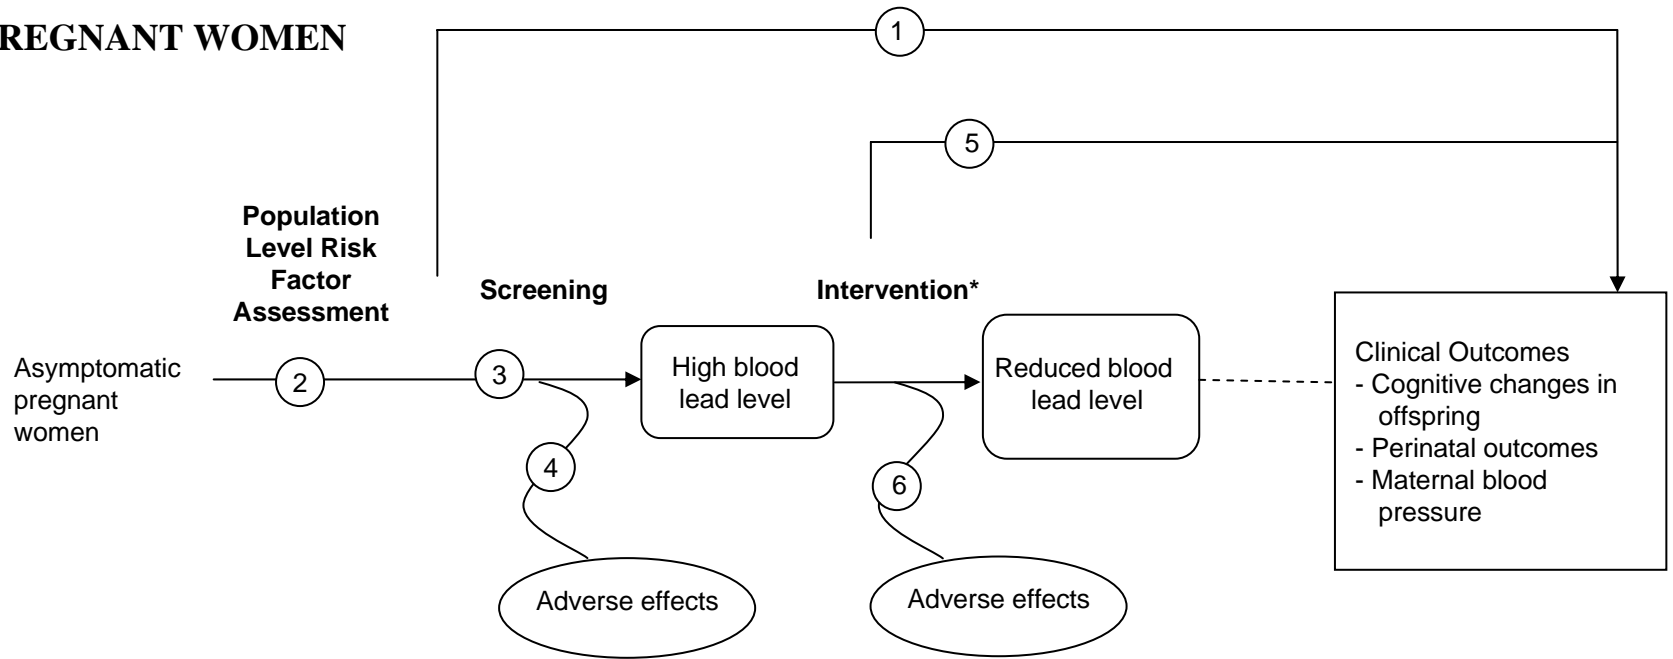 REGNANT WOMEN
1
5
Population
Level Risk
Factor
Assessment
Screening
Intervention*
Asymptomatic
pregnant
women
2
3
High blood
lead level
Reduced blood
lead level
Clinical Outcomes
- Cognitive changes in
offspring
- Perinatal outcomes
- Maternal blood
pressure
4
6
Adverse effects
Adverse effects